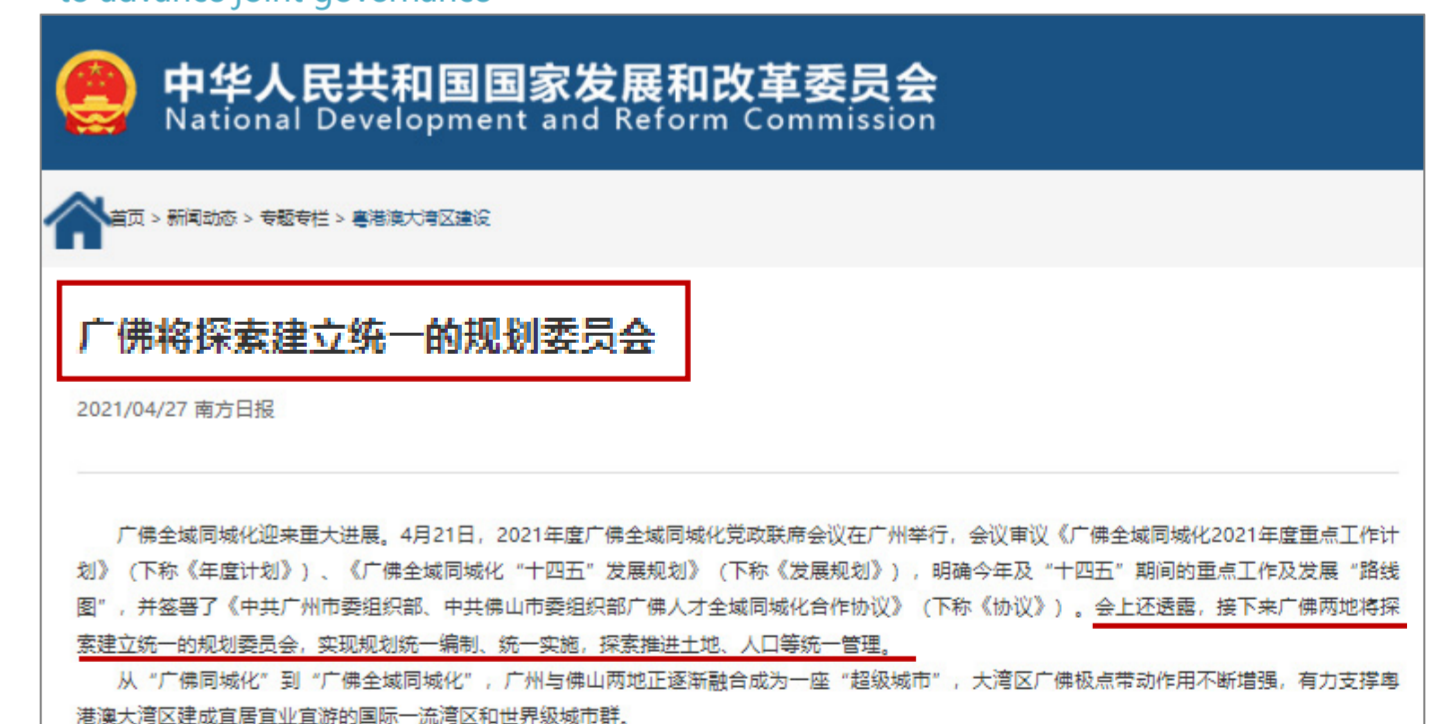 to advance joint governance
中华人民共和国国家发展和改革委员会
National Development and Reform Commission
首页 > 新闻动态 > 专题专栏 > 粤港澳大湾区建设
广佛将探索建立统一的规划委员会
2021/04/27 南方日报
广佛全域同城化迎来重大进展。4月21日，2021年度广佛全域同城化党政联席会议在广州举行，会议审议《广佛全域同城化2021年度重点工作计
划》（下称《年度计划》）、《广佛全域同城化“十四五”发展规划》（下称《发展规划》），明确今年及“十四五”期间的重点工作及发展“路线
图”，并签署了《中共广州市委组织部、中共佛山市委组织部广佛人才全域同城化合作协议》（下称《协议》）。会上还透露，接下来广佛两地将探
索建立统一的规划委员会，实现规划统一编制、统一实施，探索推进土地、人口等统一管理。
从“广佛同城化”到“广佛全域同城化”，广州与佛山两地正逐渐融合成为一座“超级城市”，大湾区广佛极点带动作用不断增强，有力支撑粤
港澳大湾区建成宜居宜业宜游的国际一流湾区和世界级城市群。